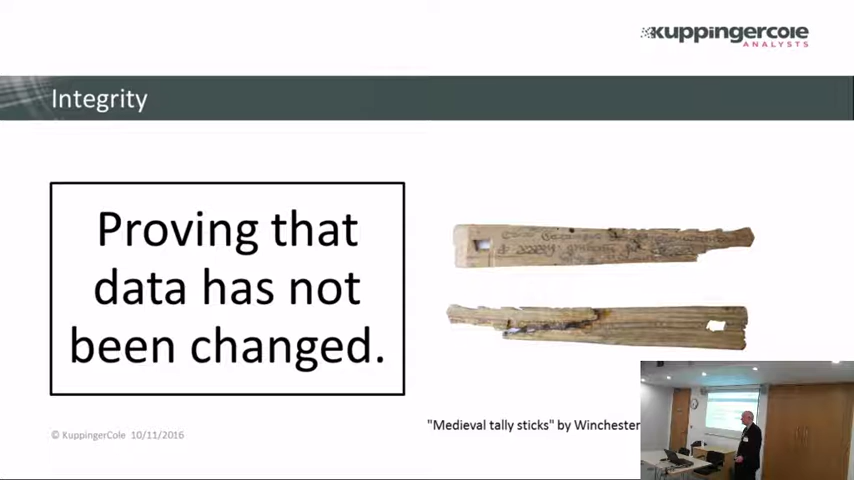 kuppingercole
ANALYSTS
Integrity
Proving that
data has not
been changed.
"Medieval tally sticks" by Winchester
© KuppingerCole 10/11/2016